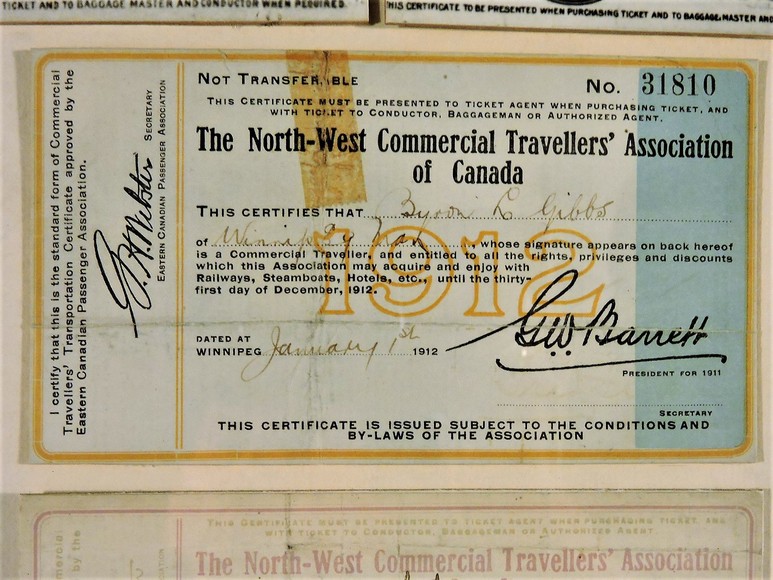 TICKET AND TO BAGGAGE MASTER AND CONDUCTOR WHEN REQUIRED.
THIS CERTIFICATE TO BE PRESENTED WHEN PURCHASING TICKET AND TO BAGGAGE MASTER AND
I certify that this is the standard form of Commercial
Travellers' Transportation Certificate approved by the
Eastern Canadian Passenger Association.
G. H. Webster
SECRETARY
EASTERN CANADIAN PASSENGER ASSOCIATION
NOT TRANSFERABLE
No. 31810
THIS CERTIFICATE MUST BE PRESENTED TO TICKET AGENT WHEN PURCHASING TICKET, AND
WITH TICKET TO CONDUCTOR, BAGGAGEMAN OR AUTHORIZED AGENT.
The North-West Commercial Travellers' Association
of Canada
THIS CERTIFIES THAT Byron L Gibbs
of Winnipeg Man, whose signature appears on back hereof
is a Commercial Traveller, and entitled to all the rights, privileges and discounts
which this Association may acquire and enjoy with
Railways, Steamboats, Hotels, etc., until the thirty-
first day of December, 1912.
1912
DATED AT
WINNIPEG January 1st 1912
GW Barrett
PRESIDENT FOR 1911
SECRETARY
THIS CERTIFICATE IS ISSUED SUBJECT TO THE CONDITIONS AND
BY-LAWS OF THE ASSOCIATION
THIS CERTIFICATE MUST BE PRESENTED TO TICKET AGENT WHEN PURCHASING TICKET, AND
WITH TICKET TO CONDUCTOR, BAGGAGEMAN OR AUTHORIZED AGENT
The North-West Commercial Travellers' Association